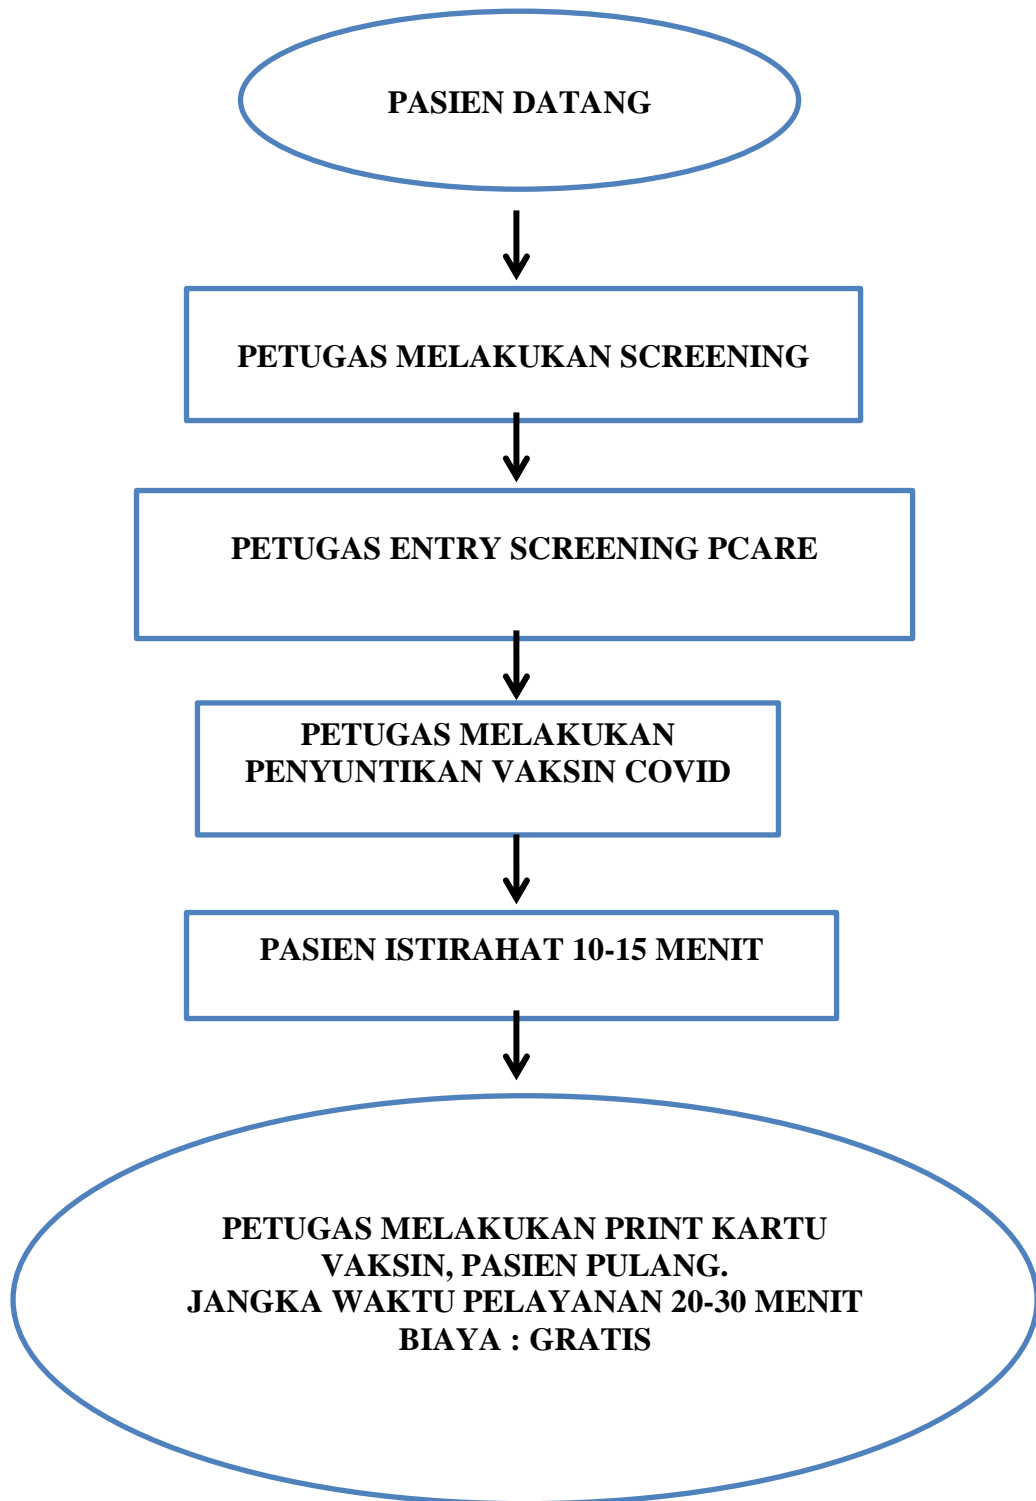 PASIEN DATANG
PETUGAS MELAKUKAN SCREENING
PETUGAS ENTRY SCREENING PCARE
PETUGAS MELAKUKAN
PENYUNTIKAN VAKSIN COVID
PASIEN ISTIRAHAT 10-15 MENIT
PETUGAS MELAKUKAN PRINT KARTU
VAKSIN, PASIEN PULANG.
JANGKA WAKTU PELAYANAN 20-30 MENIT
BIAYA : GRATIS